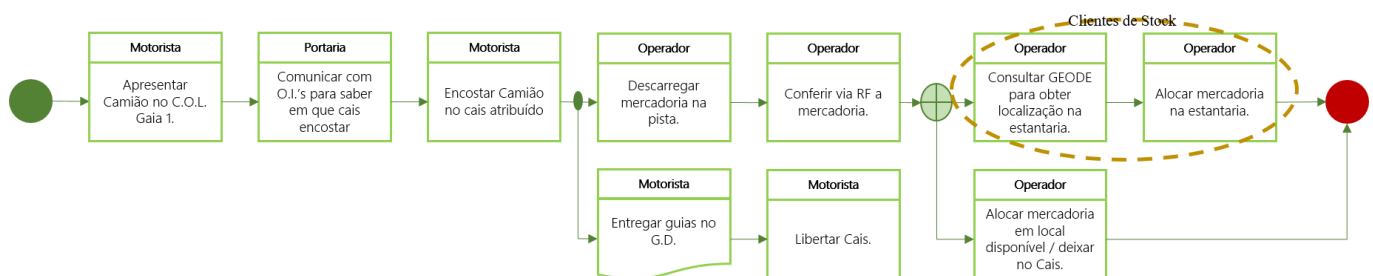 Clientes de Stock
Motorista
Apresentar
Camião no C.O.L.
Gaia 1.
Portaria
Comunicar com
O.I.'s para saber
em que cais
encostar
Motorista
Encostar Camião
no cais atribuído
Operador
Descarregar
mercadoria na
pista.
Operador
Conferir via RF a
mercadoria.
Operador
Consultar GEODE
para obter
localização na
estantaria.
Operador
Alocar mercadoria
na estantaria.
Motorista
Entregar guias no
G.D.
Motorista
Libertar Cais.
Operador
Alocar mercadoria
em local
disponível / deixar
no Cais.